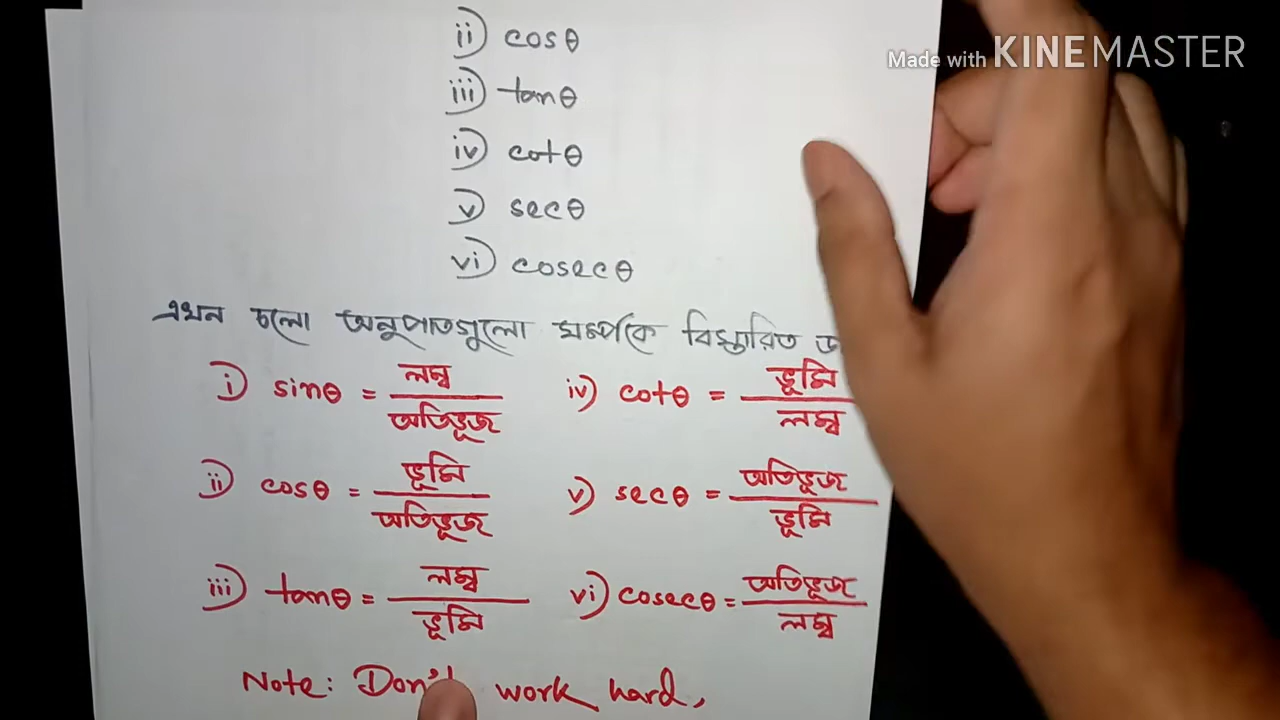 ii) cosθ
Made with KINEMASTER
iii) tanθ
iv) cotθ
v) secθ
vi) cosecθ
এখন চলো অনুপাতগুলো সম্পর্কে বিস্তারিত
i) sinθ = লম্ব / অতিভূজ
iv) cotθ = ভূমি / লম্ব
ii) cosθ = ভূমি / অতিভূজ
v) secθ = অতিভূজ / ভূমি
iii) tanθ = লম্ব / ভূমি
vi) cosecθ = অতিভূজ / লম্ব
Note: Don't work hard,